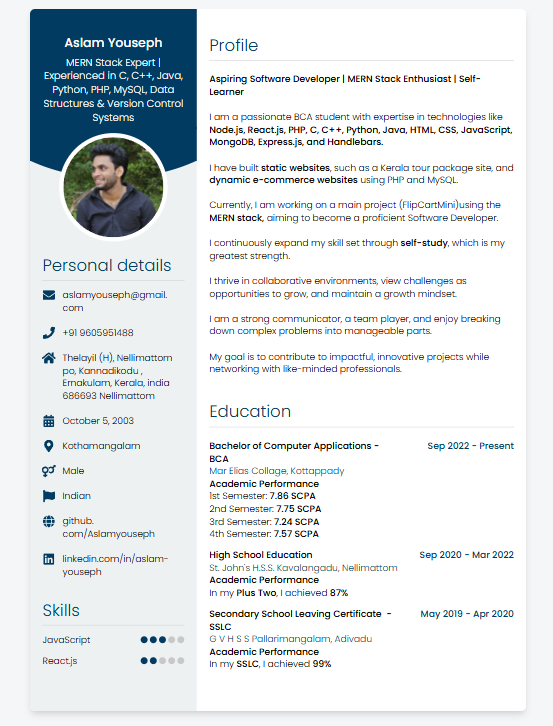 Aslam Youseph
MERN Stack Expert |
Experienced in C, C++, Java,
Python, PHP, MySQL, Data
Structures & Version Control
Systems
Personal details
aslamyouseph@gmail.
com
+91 9605951488
Thelayil (H), Nellimattom
po, Kannadikodu ,
Ernakulam, Kerala, india
686693 Nellimattom
October 5, 2003
Kothamangalam
Male
Indian
github.
com/Aslamyouseph
linkedin.com/in/aslam-
youseph
Skills
JavaScript
React.js
Profile
Aspiring Software Developer | MERN Stack Enthusiast | Self-
Learner
I am a passionate BCA student with expertise in technologies like
Node.js, React.js, PHP, C, C++, Python, Java, HTML, CSS, JavaScript,
MongoDB, Express.js, and Handlebars.
I have built static websites, such as a Kerala tour package site, and
dynamic e-commerce websites using PHP and MySQL.
Currently, I am working on a main project (FlipCartMini)using the
MERN stack, aiming to become a proficient Software Developer.
I continuously expand my skill set through self-study, which is my
greatest strength.
I thrive in collaborative environments, view challenges as
opportunities to grow, and maintain a growth mindset.
I am a strong communicator, a team player, and enjoy breaking
down complex problems into manageable parts.
My goal is to contribute to impactful, innovative projects while
networking with like-minded professionals.
Education
Bachelor of Computer Applications - Sep 2022 - Present
BCA
Mar Elias Collage, Kottappady
Academic Performance
1st Semester: 7.86 SCPA
2nd Semester: 7.75 SCPA
3rd Semester: 7.24 SCPA
4th Semester: 7.57 SCPA
High School Education Sep 2020 - Mar 2022
St. John's H.S.S. Kavalangadu, Nellimattom
Academic Performance
In my Plus Two, I achieved 87%
Secondary School Leaving Certificate - May 2019 - Apr 2020
SSLC
G V H S S Pallarimangalam, Adivadu
Academic Performance
In my SSLC, I achieved 99%